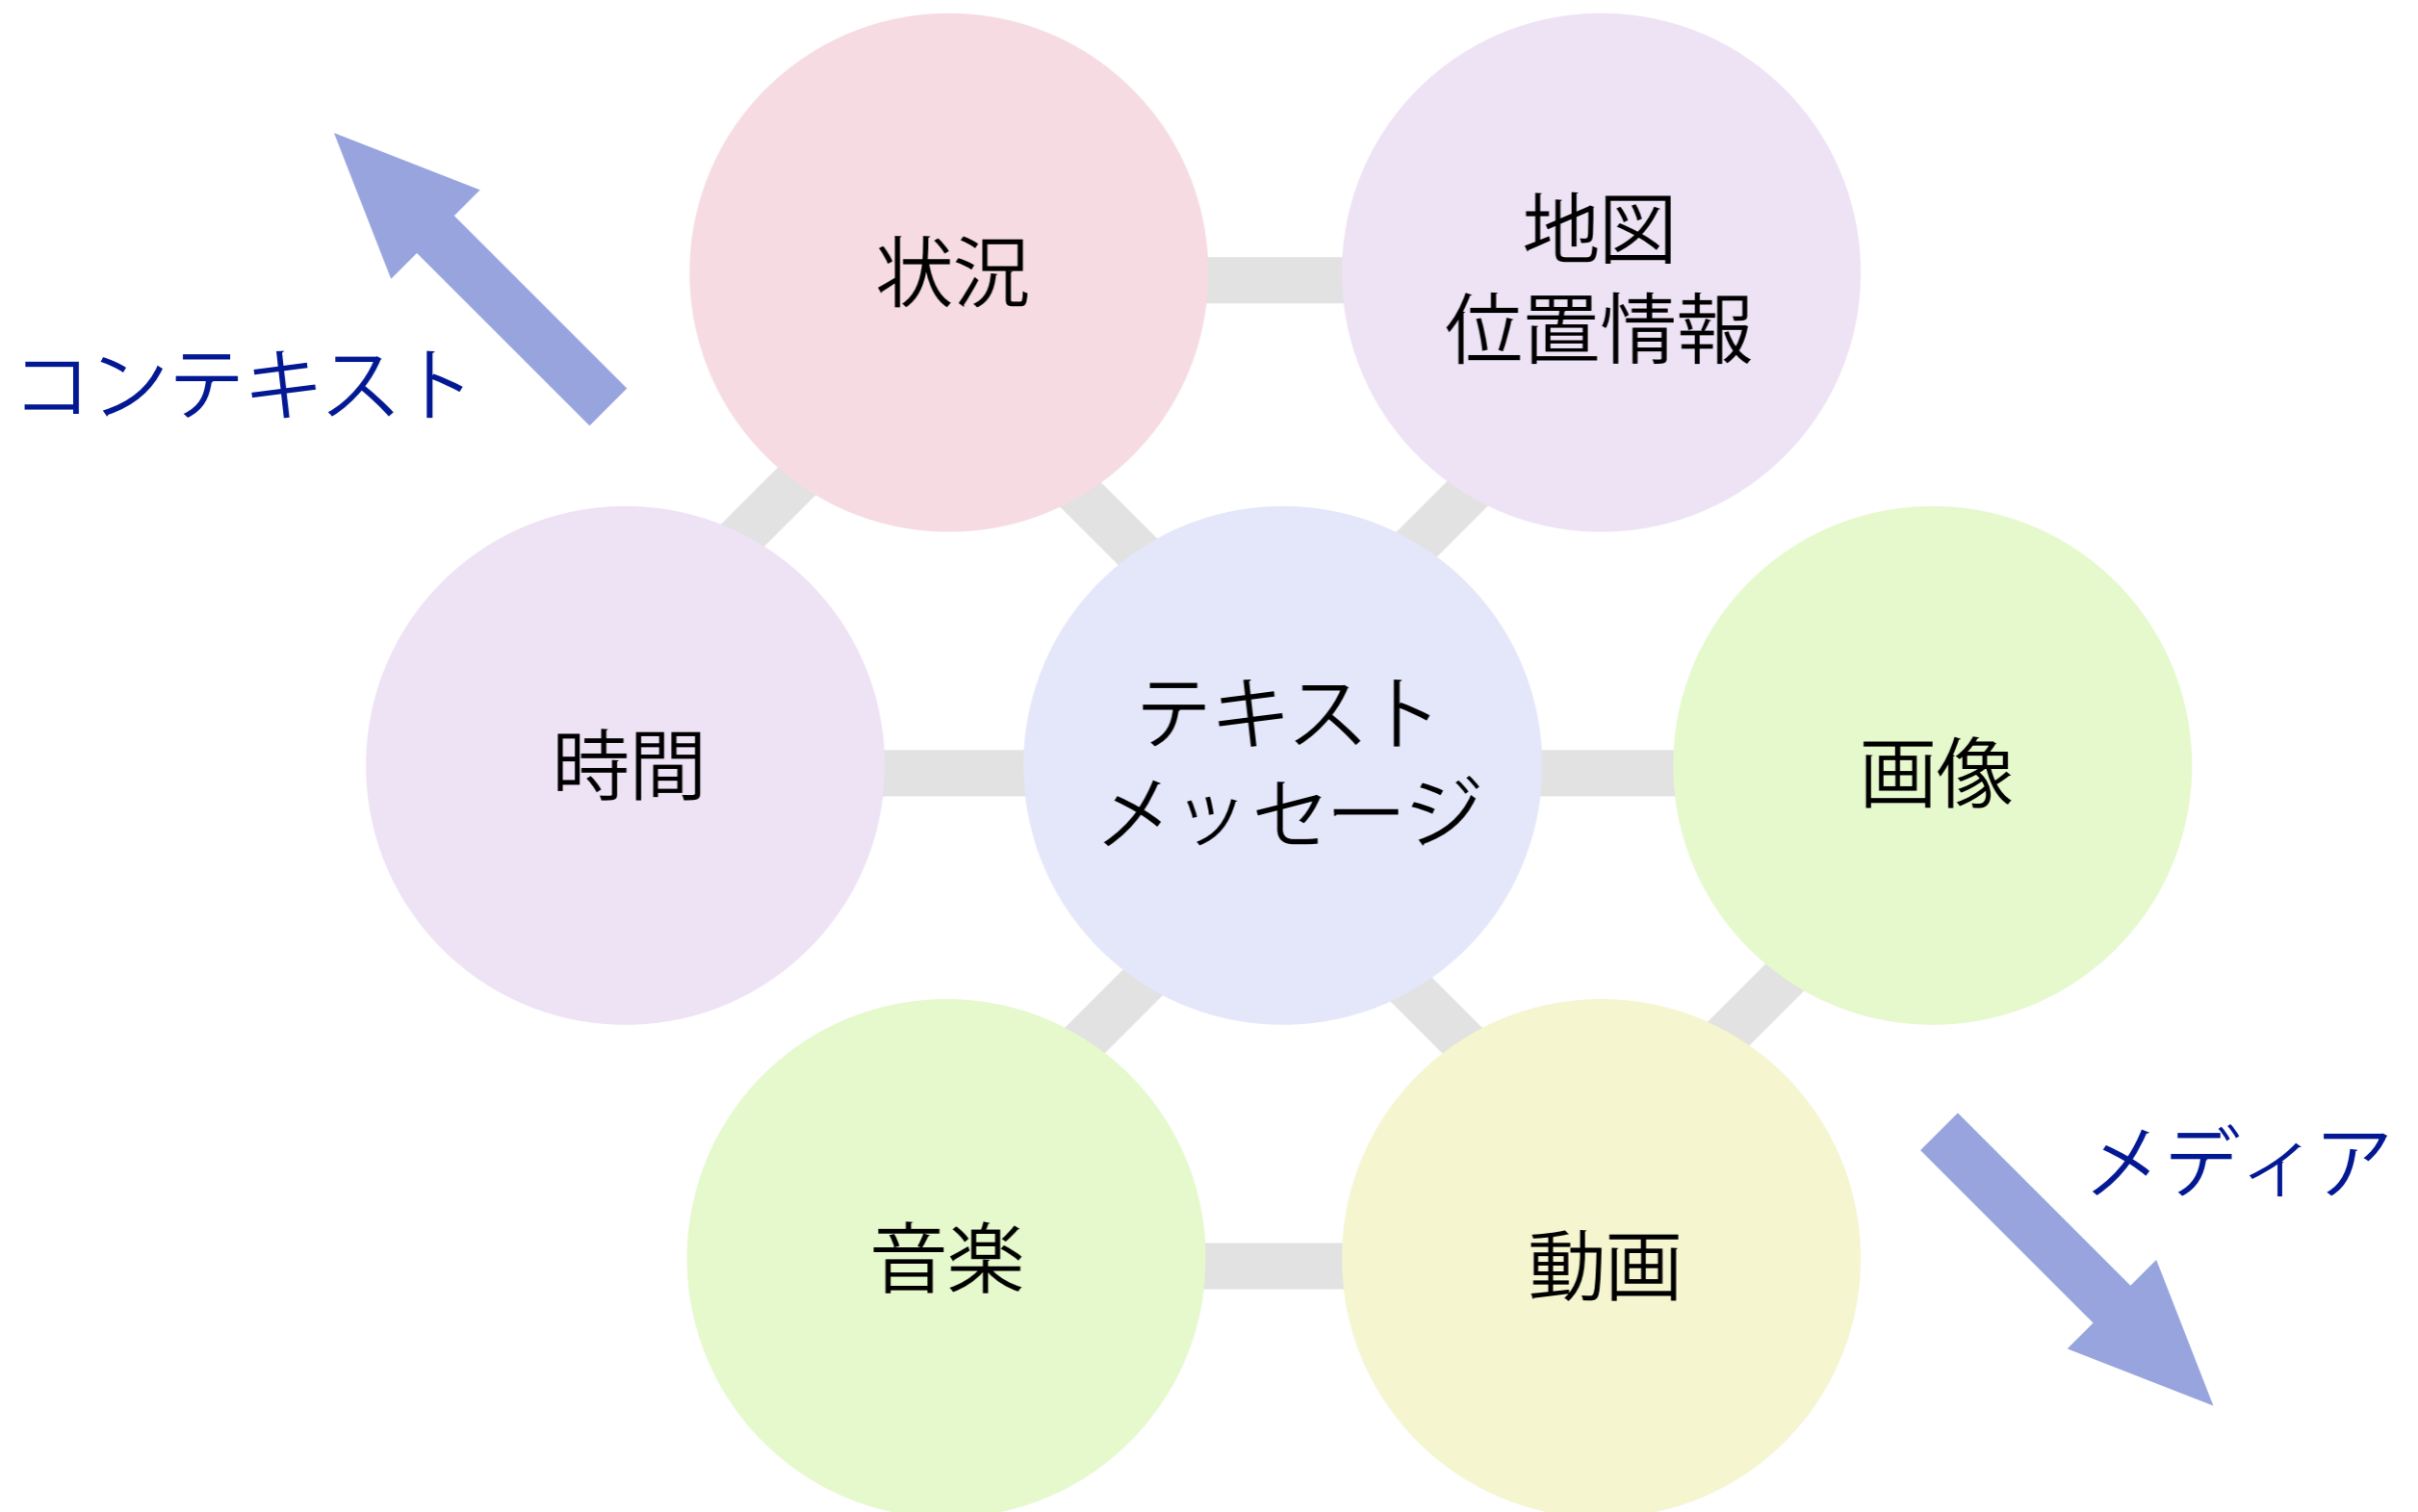 状況
地図
位置情報
コンテキスト
時間
テキスト
メッセージ
画像
メディア
音楽
動画